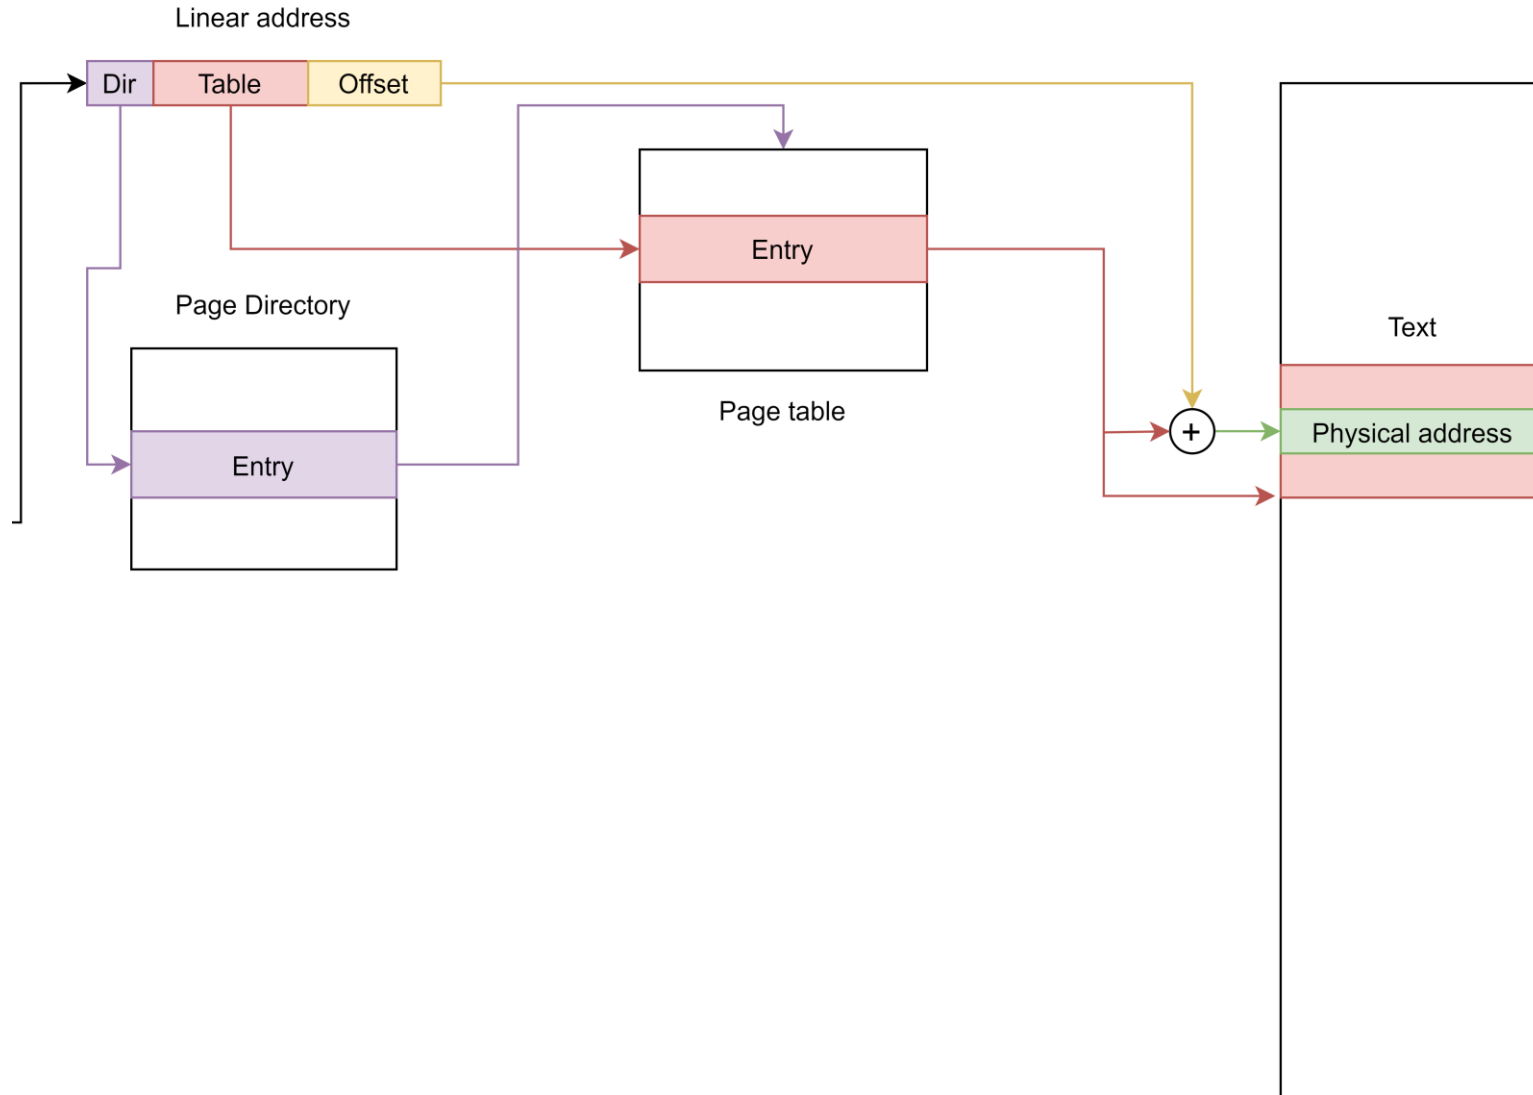 Linear address
Dir Table Offset
Entry
Page Directory
Text
Page table
Physical address
Entry